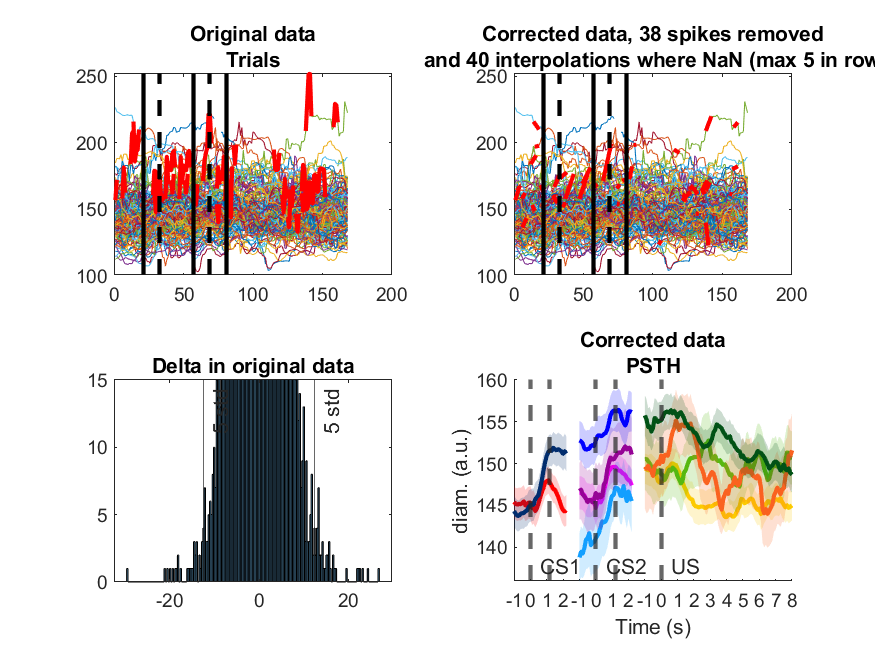 Original data
Trials
250
200
150
100
0 50 100 150 200
Corrected data, 38 spikes removed
and 40 interpolations where NaN (max 5 in row
250
200
150
100
0 50 100 150 200
Delta in original data
15
10
5
0
-20 0 20
5 std
5 std
Corrected data
PSTH
160
155
150
145
140
diam. (a.u.)
CS1 CS2 US
-1 0 1 2 -1 0 1 2 -1 0 1 2 3 4 5 6 7 8
Time (s)